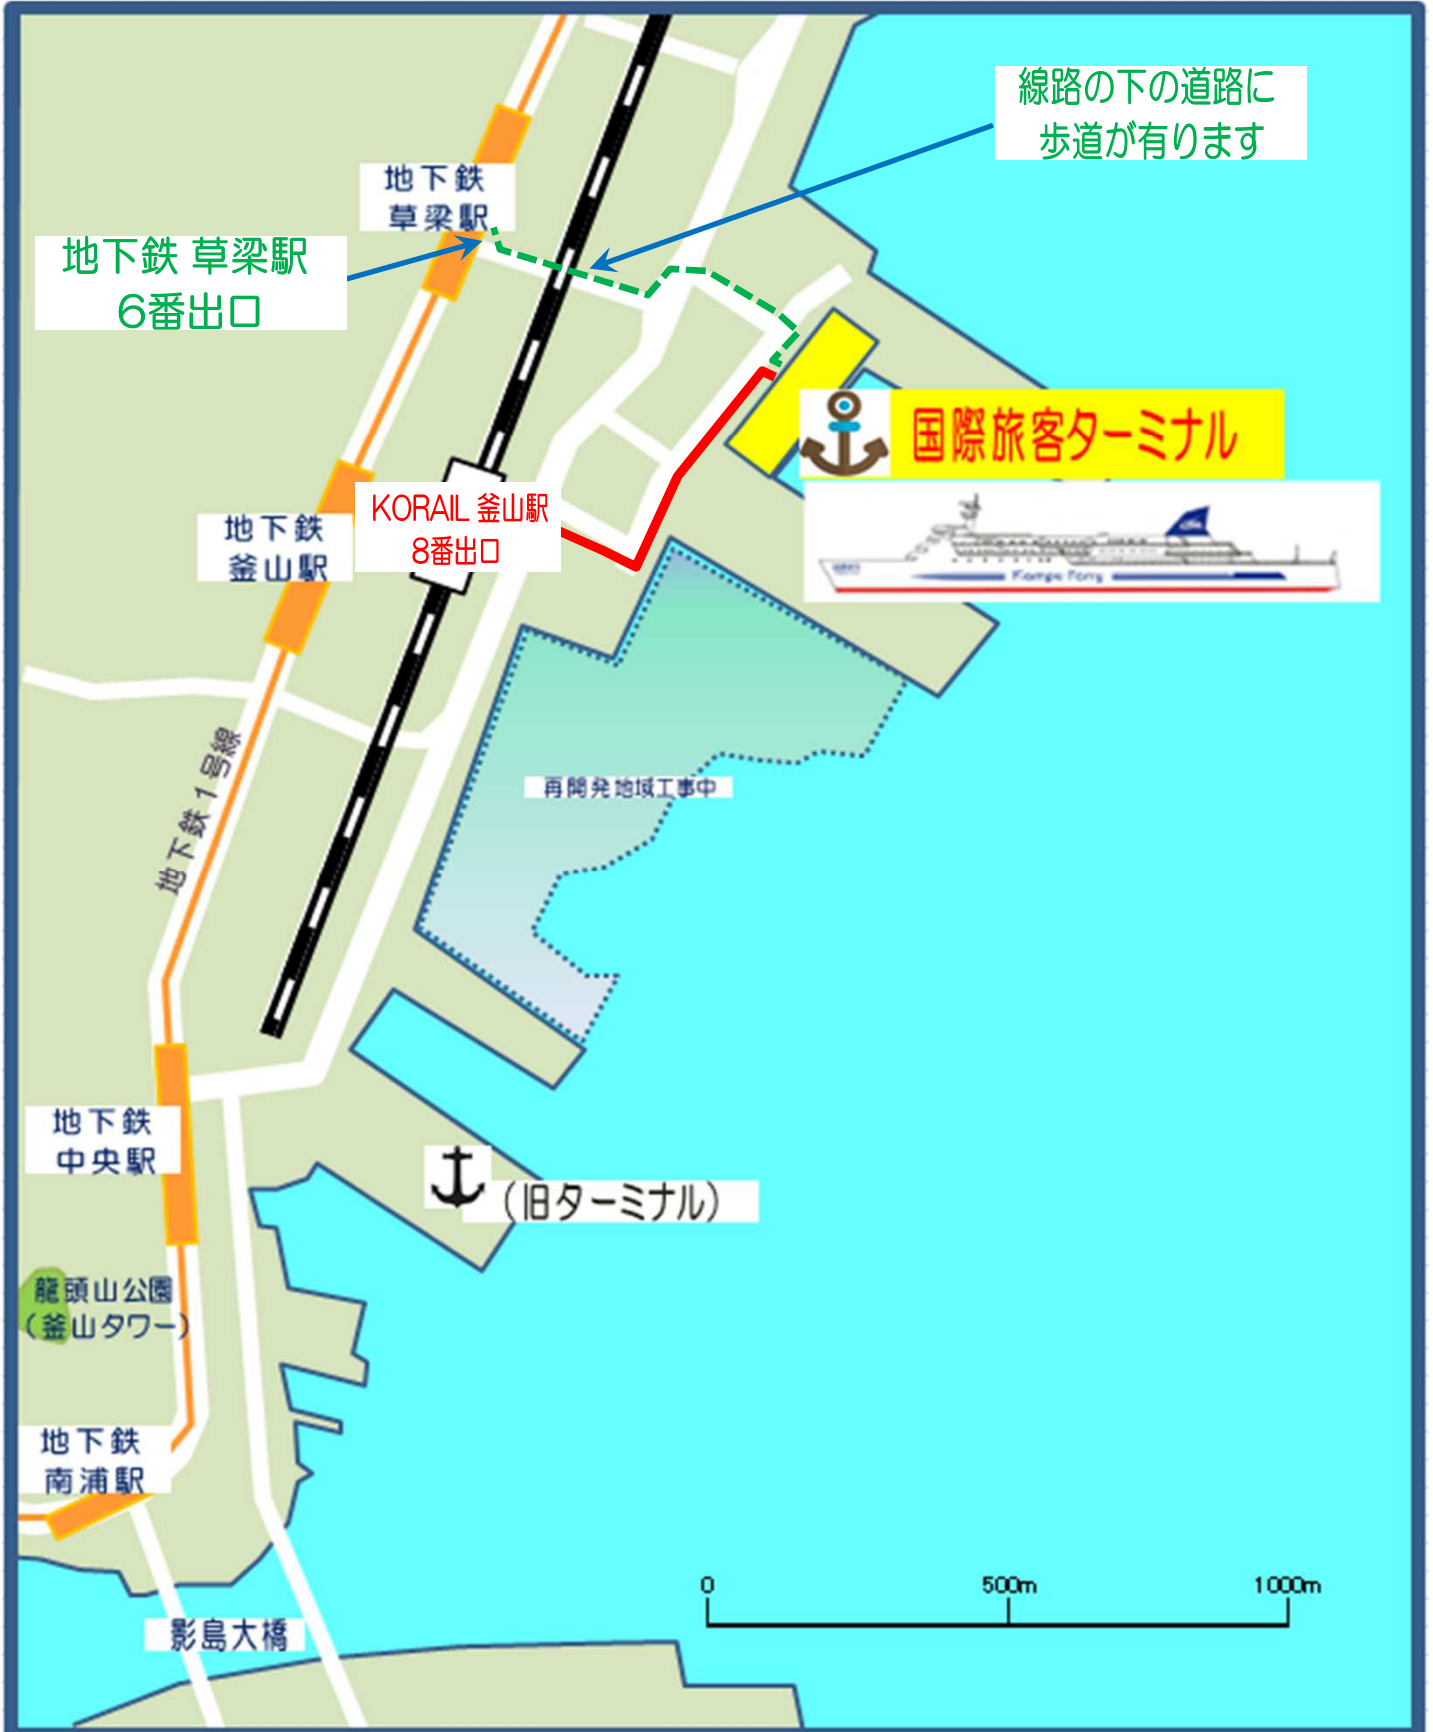 線路の下の道路に
歩道が有ります
地下鉄
草梁駅
地下鉄 草梁駅
6番出口
国際旅客ターミナル
KORAIL 釜山駅
8番出口
地下鉄
釜山駅
Kampu Ferry
地下鉄1号線
再開発地域工事中
地下鉄
中央駅
(旧ターミナル)
龍頭山公園
(釜山タワー)
地下鉄
南浦駅
0 500m 1000m
影島大橋